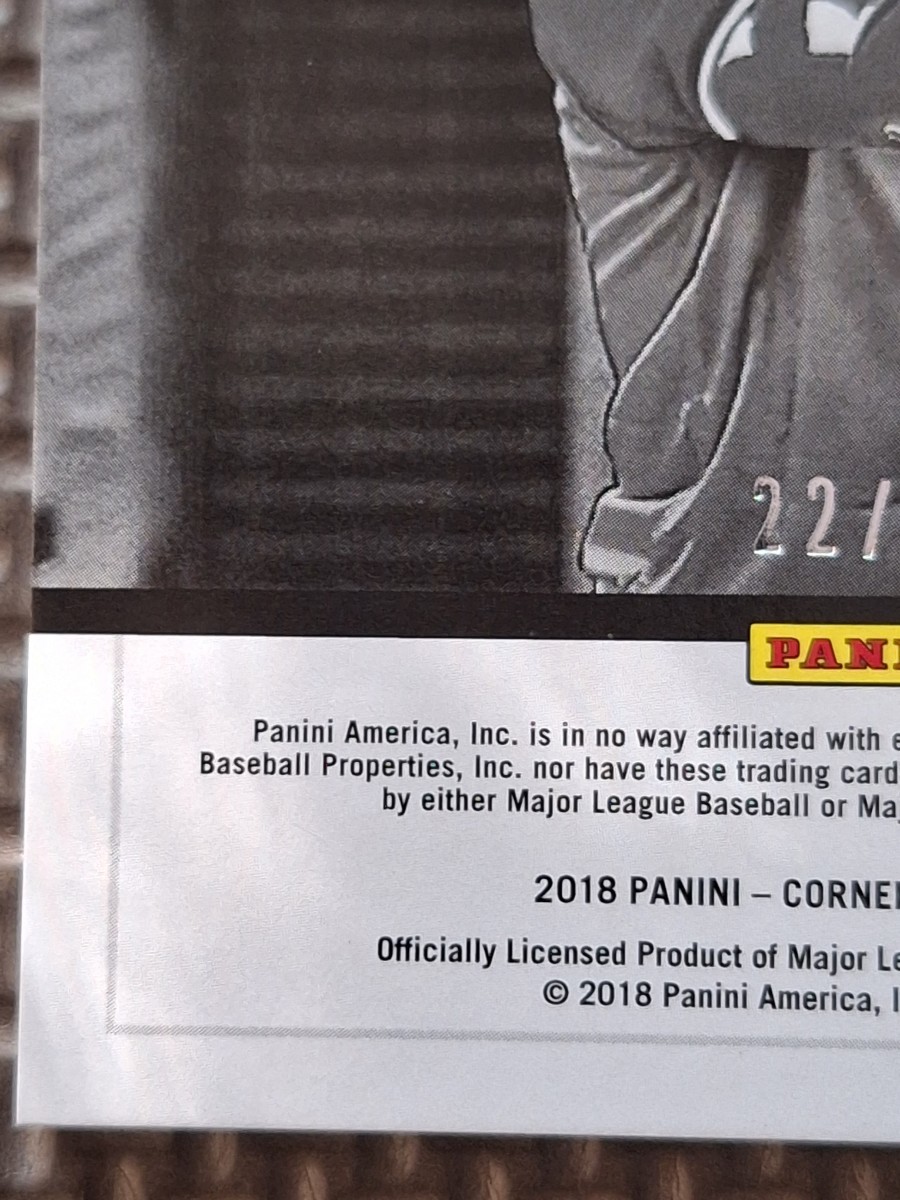 22/
PANI
Panini America, Inc. is in no way affiliated with e
Baseball Properties, Inc. nor have these trading card
by either Major League Baseball or Maj
2018 PANINI – CORNE
Officially Licensed Product of Major Le
© 2018 Panini America, I